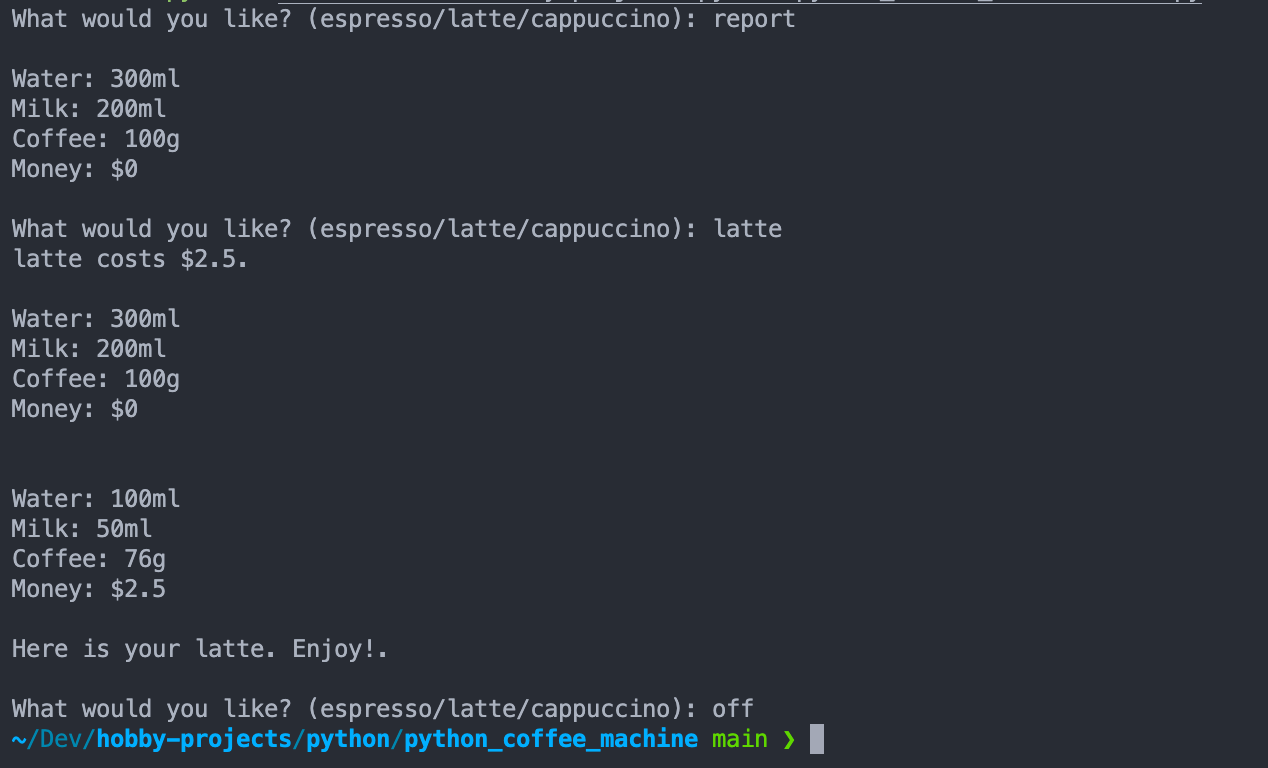 What would you like? (espresso/latte/cappuccino): report
Water: 300ml
Milk: 200ml
Coffee: 100g
Money: $0
What would you like? (espresso/latte/cappuccino): latte
latte costs $2.5.
Water: 300ml
Milk: 200ml
Coffee: 100g
Money: $0
Water: 100ml
Milk: 50ml
Coffee: 76g
Money: $2.5
Here is your latte. Enjoy!.
What would you like? (espresso/latte/cappuccino): off
~/Dev/hobby-projects/python/python_coffee_machine main ❯